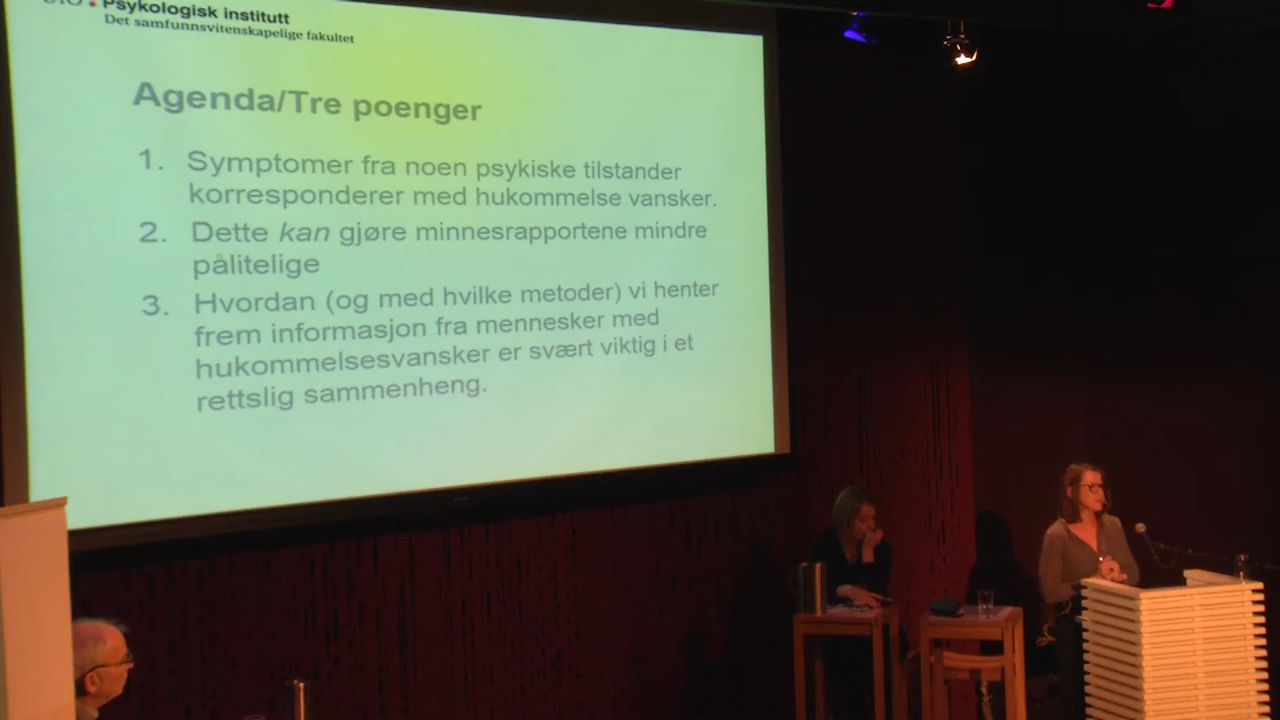 Psykologisk institutt
Det samfunnsvitenskapelige fakultet
Agenda/Tre poenger
1. Symptomer fra noen psykiske tilstander
korresponderer med hukommelse vansker.
2. Dette kan gjøre minnesrapportene mindre
pålitelige
3. Hvordan (og med hvilke metoder) vi henter
frem informasjon fra mennesker med
hukommelsesvansker er svært viktig i et
rettslig sammenheng.